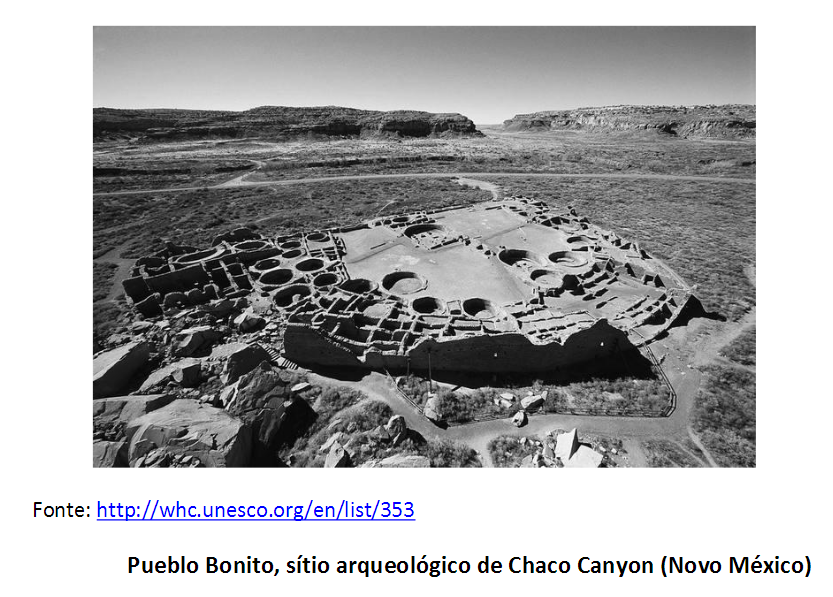 Fonte: http://whc.unesco.org/en/list/353
Pueblo Bonito, sítio arqueológico de Chaco Canyon (Novo México)